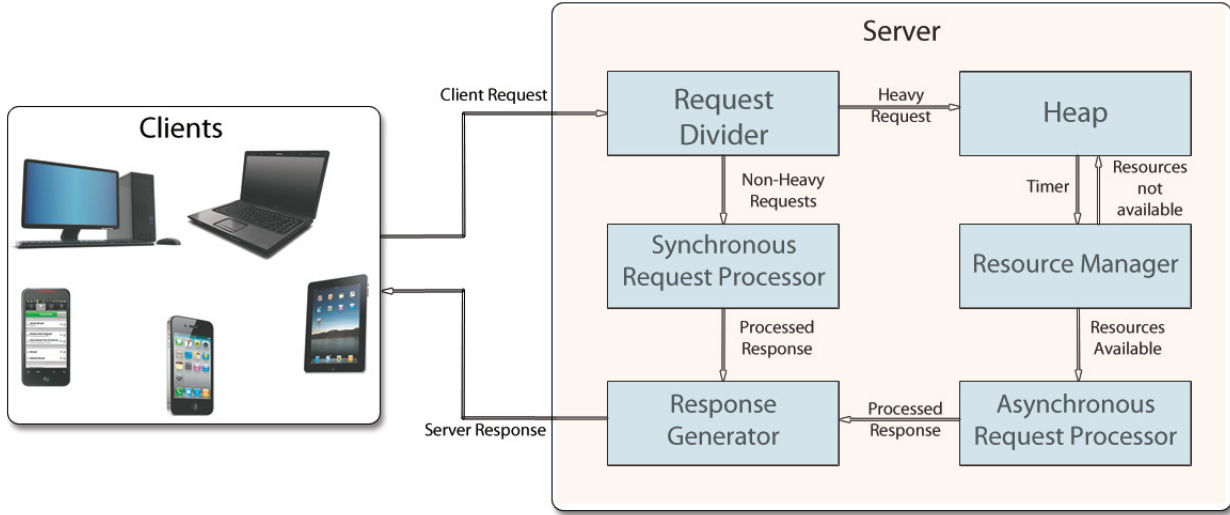 Server
Clients
Client Request
Request
Divider
Heavy
Request
Heap
Non-Heavy
Requests
Timer
Resources
not
available
Synchronous
Request Processor
Resource Manager
Processed
Response
Resources
Available
Server Response
Response
Generator
Processed
Response
Asynchronous
Request Processor